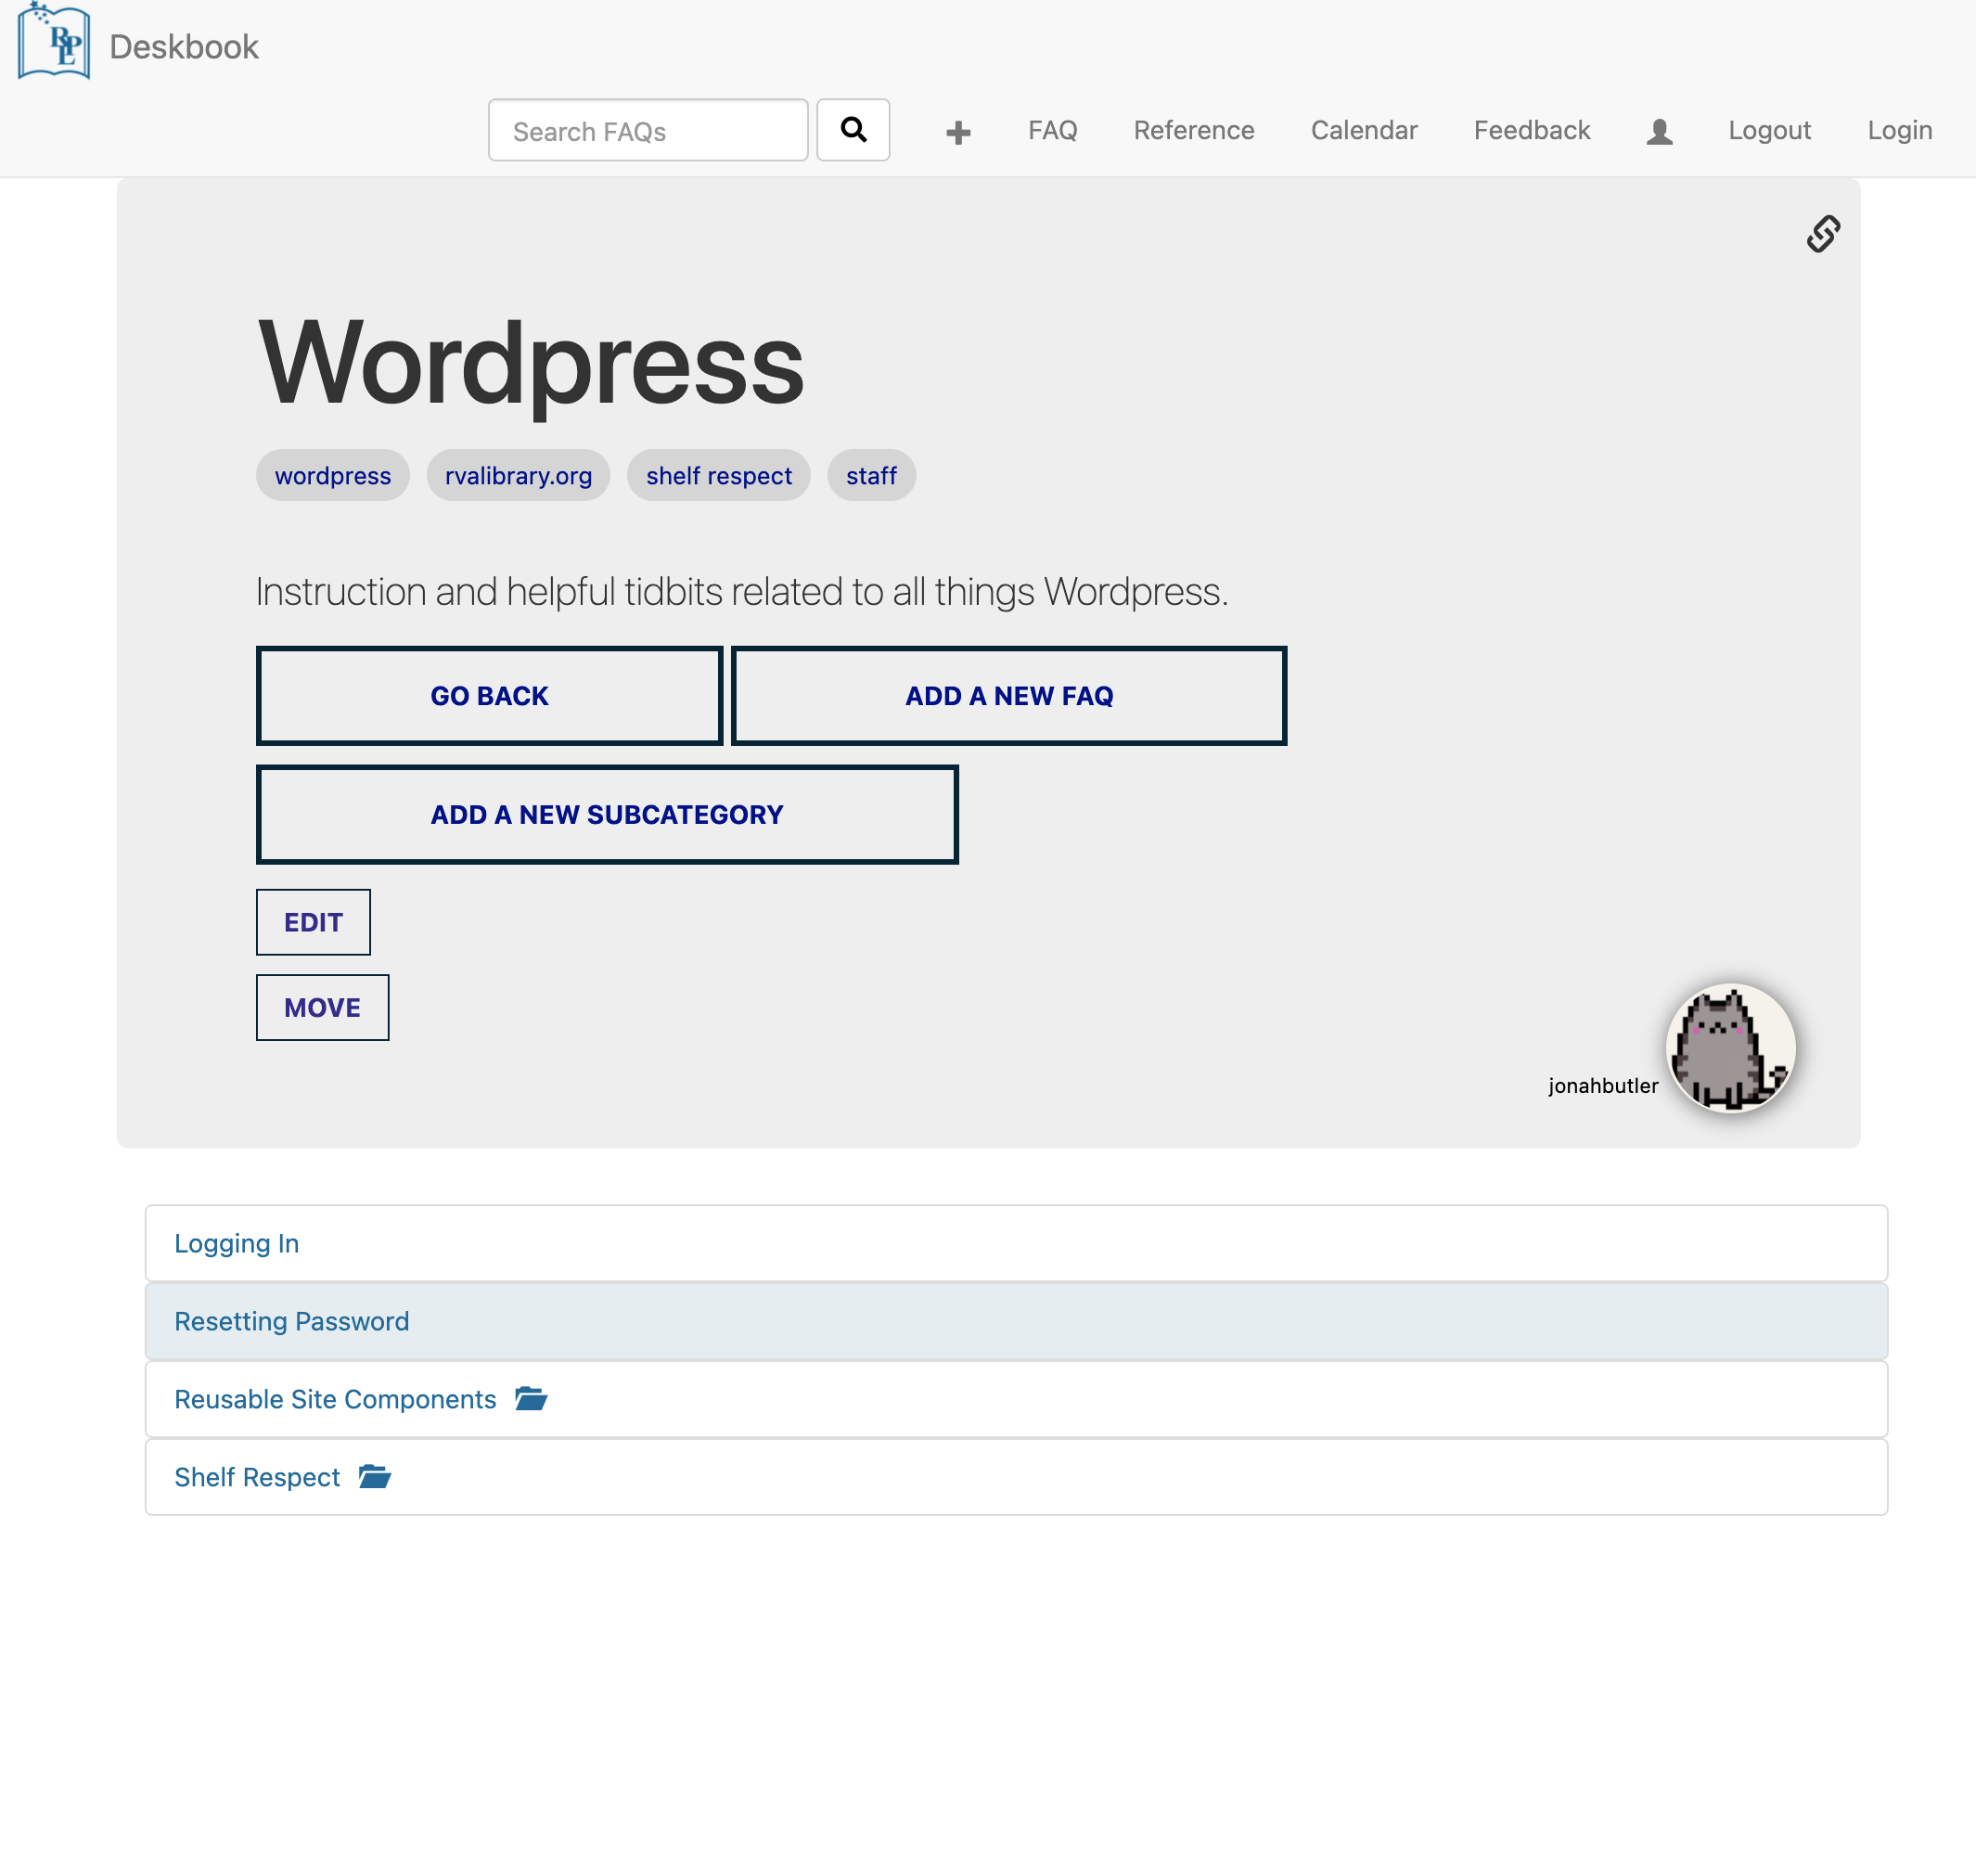 RPL Deskbook
Search FAQs FAQ Reference Calendar Feedback Logout Login
Wordpress
wordpress rvalibrary.org shelf respect staff
Instruction and helpful tidbits related to all things Wordpress.
GO BACK ADD A NEW FAQ
ADD A NEW SUBCATEGORY
EDIT
MOVE
jonahbutler
Logging In
Resetting Password
Reusable Site Components
Shelf Respect